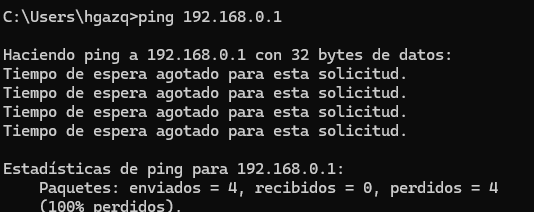 C:\Users\hgazq>ping 192.168.0.1
Haciendo ping a 192.168.0.1 con 32 bytes de datos:
Tiempo de espera agotado para esta solicitud.
Tiempo de espera agotado para esta solicitud.
Tiempo de espera agotado para esta solicitud.
Tiempo de espera agotado para esta solicitud.
Estadísticas de ping para 192.168.0.1:
Paquetes: enviados = 4, recibidos = 0, perdidos = 4
(100% perdidos),